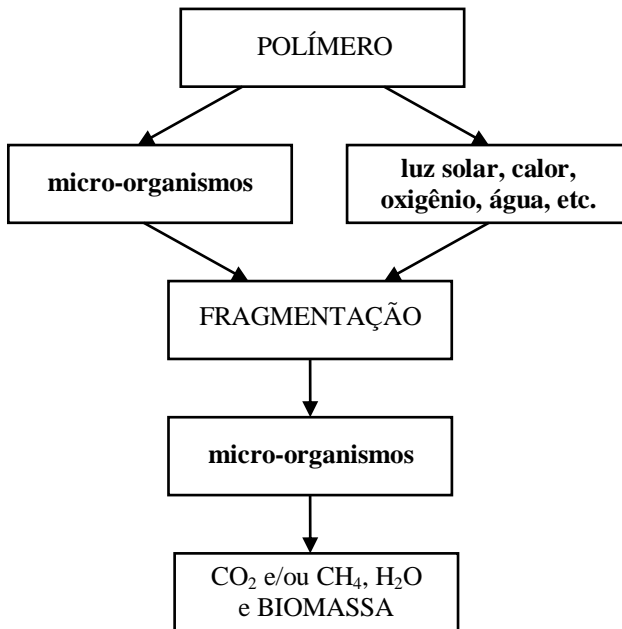 POLÍMERO
micro-organismos
luz solar, calor,
oxigênio, água, etc.
FRAGMENTAÇÃO
micro-organismos
CO₂ e/ou CH₄, H₂O
e BIOMASSA